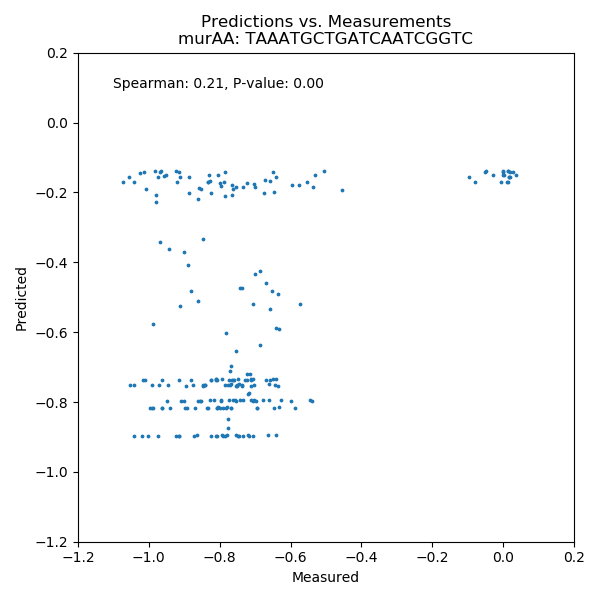 Predictions vs. Measurements
murAA: TAAATGCTGATCAATCGGTC
Spearman: 0.21, P-value: 0.00
0.2
0.0
−0.2
−0.4
−0.6
−0.8
−1.0
−1.2
Predicted
−1.2 −1.0 −0.8 −0.6 −0.4 −0.2 0.0 0.2
Measured